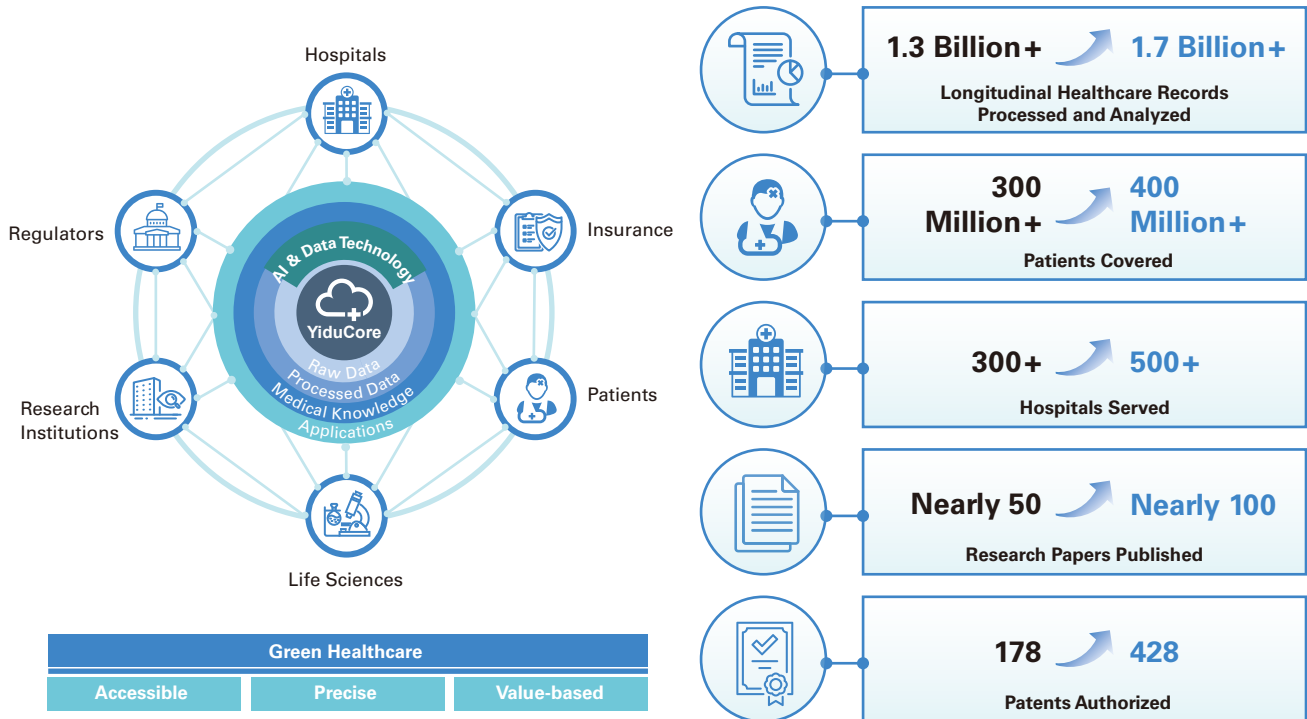 Hospitals
Regulators
Insurance
AI & Data Technology
YiduCore
Raw Data
Processed Data
Medical Knowledge
Applications
Research
Institutions
Patients
Life Sciences
Green Healthcare
Accessible
Precise
Value-based
1.3 Billion+ 1.7 Billion+
Longitudinal Healthcare Records
Processed and Analyzed
300 400
Million+ Million+
Patients Covered
300+ 500+
Hospitals Served
Nearly 50 Nearly 100
Research Papers Published
178 428
Patents Authorized